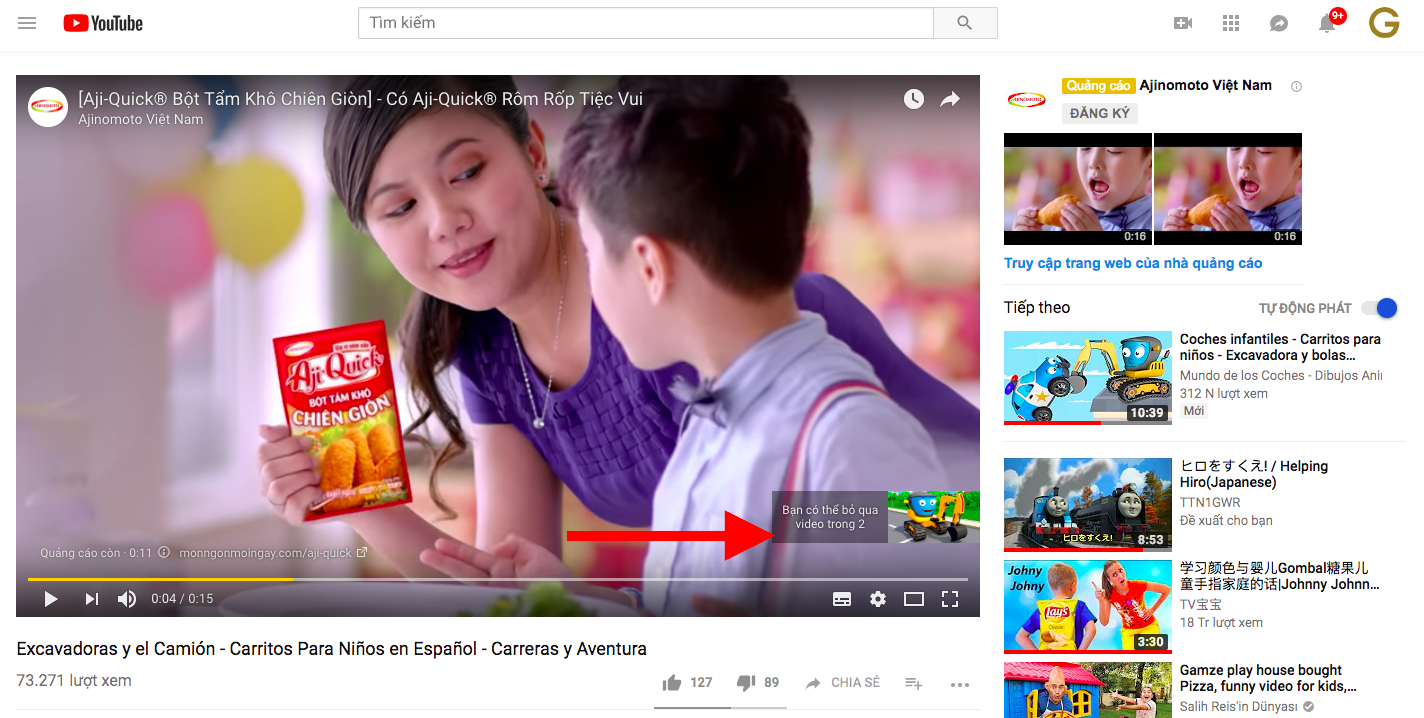 YouTube
Tìm kiếm
9+
G
[Aji-Quick® Bột Tẩm Khô Chiên Giòn] - Có Aji-Quick® Rôm Rốp Tiệc Vui
Ajinomoto Việt Nam
Aji-Quick
BỘT TẨM KHÔ
CHIÊN GIÒN
Bạn có thể bỏ qua
video trong 2
Quảng cáo còn · 0:11
monngonmoingay.com/aji-quick
0:04 / 0:15
Excavadoras y el Camión - Carritos Para Niños en Español - Carreras y Aventura
73.271 lượt xem
127
89
CHIA SẺ
AJINOMOTO
Quảng cáo Ajinomoto Việt Nam
ĐĂNG KÝ
0:16
0:16
Truy cập trang web của nhà quảng cáo
Tiếp theo
TỰ ĐỘNG PHÁT
10:39
Coches infantiles - Carritos para
niños - Excavadora y bolas...
Mundo de los Coches - Dibujos Ani
312 N lượt xem
Mới
ヒロをすくえ!
8:53
ヒロをすくえ! / Helping
Hiro(Japanese)
TTN1GWR
Đề xuất cho bạn
Johny
Johny
Lay's
3:30
学习颜色与婴儿Gombal糖果儿
童手指家庭的话|Johnny Johnn...
TV宝宝
18 Tr lượt xem
Gamze play house bought
Pizza, funny video for kids,...
Salih Reis'in Dünyası